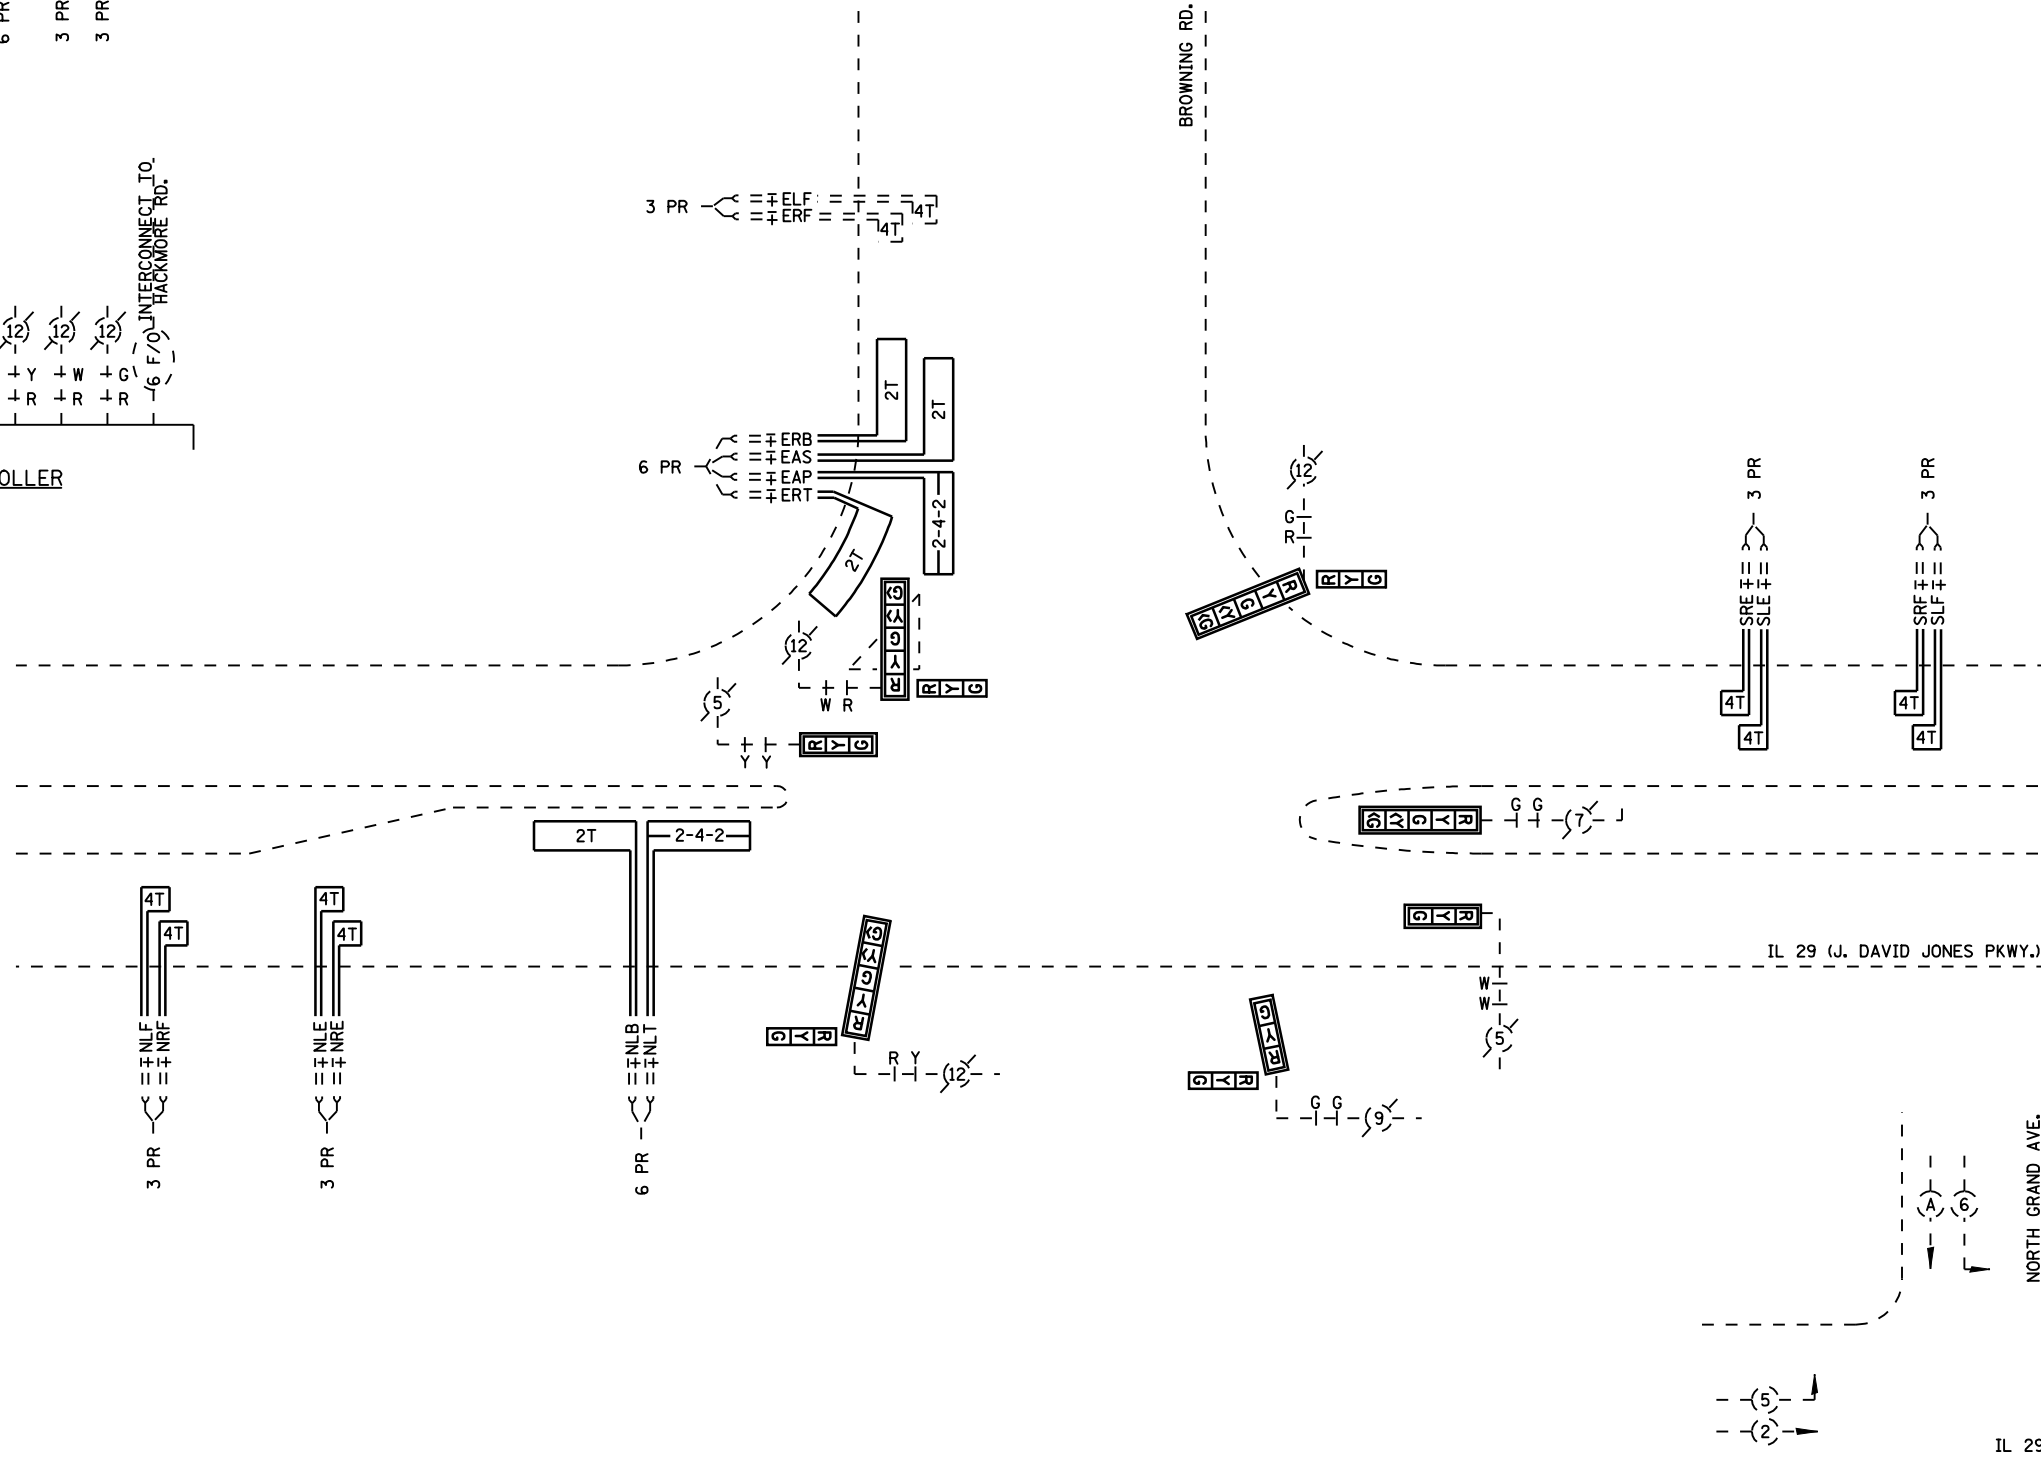 6 PR
3 PR
3 PR
BROWNING RD.
INTERCONNECT TO
HACKMORE RD.
3 PR
ELF
4T
ERF
4T
12
12
12
6 F/O
Y
W
G
R
R
R
OLLER
2T
2T
6 PR
ERB
EAS
EAP
ERT
2-4-2
2T
12
G
R
3 PR
3 PR
SRE
SLE
SRF
SLF
4T
4T
4T
4T
R Y G <Y <G
R Y G
G> Y> G Y R
12
W R
R Y G
5
Y Y
R Y G
2T
2-4-2
<G <Y G Y R
G G
7
4T
4T
4T
4T
G> Y> G Y R
G Y R
G Y R
W
W
5
IL 29 (J. DAVID JONES PKWY.)
NLF
NRF
NLE
NRE
NLB
NLT
R Y
12
G Y R
G Y R
G G
9
3 PR
3 PR
6 PR
A
6
NORTH GRAND AVE.
5
2
IL 29